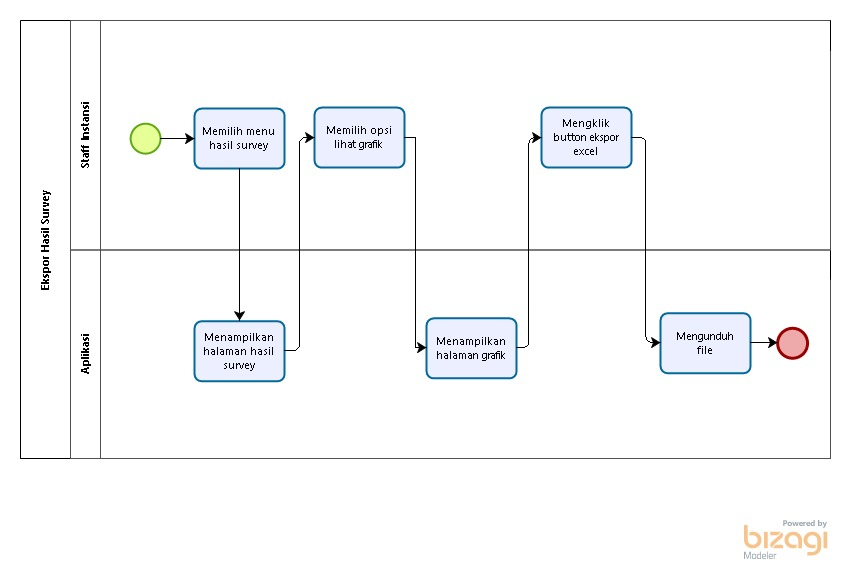 Ekspor Hasil Survey
Staff Instansi
Memilih menu
hasil survey
Memilih opsi
lihat grafik
Mengklik
button ekspor
excel
Aplikasi
Menampilkan
halaman hasil
survey
Menampilkan
halaman grafik
Mengunduh
file
Powered by
bizagi
Modeler